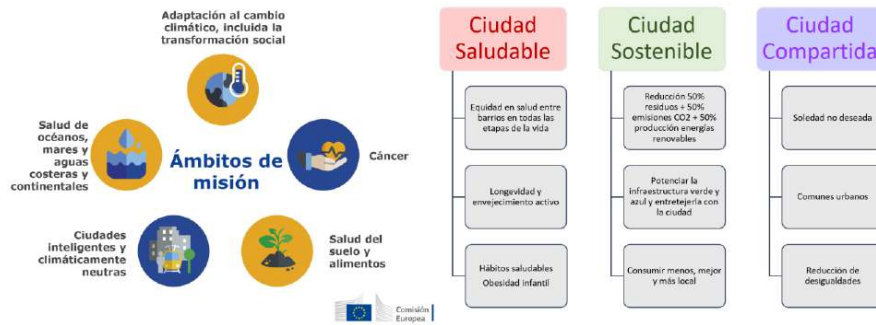 Adaptación al cambio
climático, incluida la
transformación social
Salud de
océanos,
mares y
aguas
costeras y
continentales
Ámbitos de
misión
Cáncer
Ciudades
inteligentes y
climáticamente
neutras
Salud del
suelo y
alimentos
Comisión
Europea
Ciudad
Saludable
Equidad en salud entre
barrios en todas las
etapas de la vida
Longevidad y
envejecimiento activo
Hábitos saludables
Obesidad infantil
Ciudad
Sostenible
Reducción 50%
residuos + 50%
emisiones CO2 + 50%
producción energías
renovables
Potenciar la
infraestructura verde y
azul y entretejerla con
la ciudad
Consumir menos, mejor
y más local
Ciudad
Compartida
Soledad no deseada
Comunes urbanos
Reducción de
desigualdades